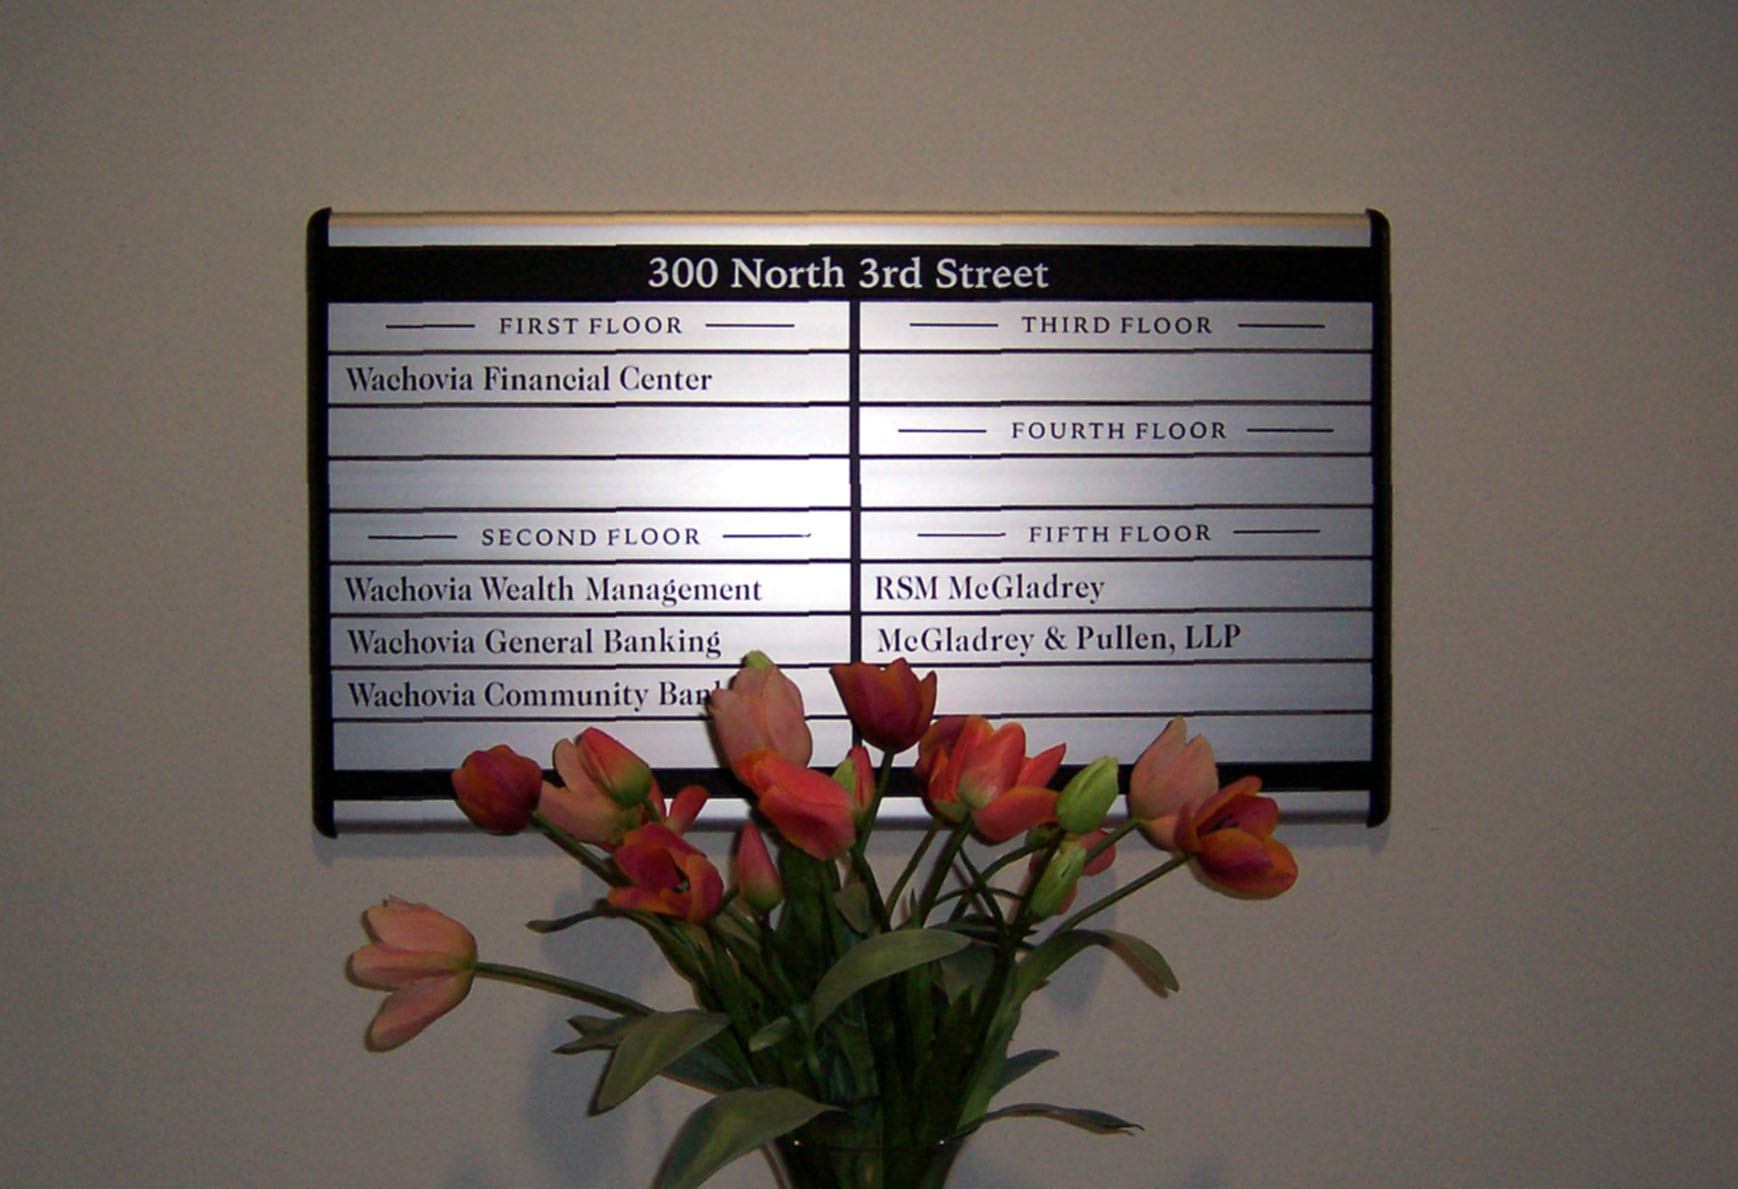 300 North 3rd Street
FIRST FLOOR
Wachovia Financial Center
SECOND FLOOR
Wachovia Wealth Management
Wachovia General Banking
Wachovia Community
THIRD FLOOR
FOURTH FLOOR
FIFTH FLOOR
RSM McGladrey
McGladrey & Pullen, LLP